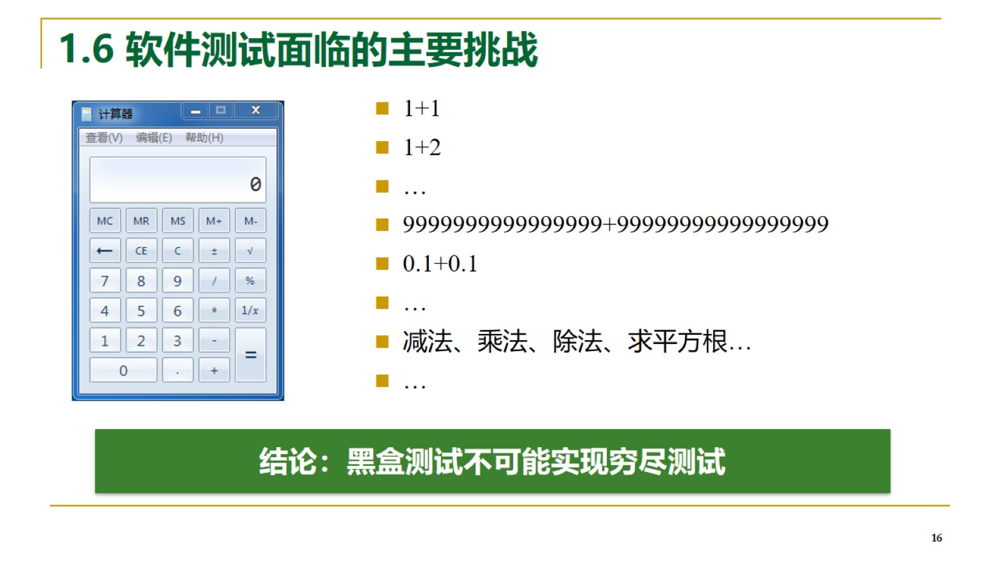 1.6 软件测试面临的主要挑战
计算器
查看(V) 编辑(E) 帮助(H)
0
MC MR MS M+ M-
← CE C ± √
7 8 9 / %
4 5 6 * 1/x
1 2 3 - =
0 . +
1+1
1+2
…
9999999999999999+99999999999999999
0.1+0.1
…
减法、乘法、除法、求平方根…
…
结论：黑盒测试不可能实现穷尽测试
16